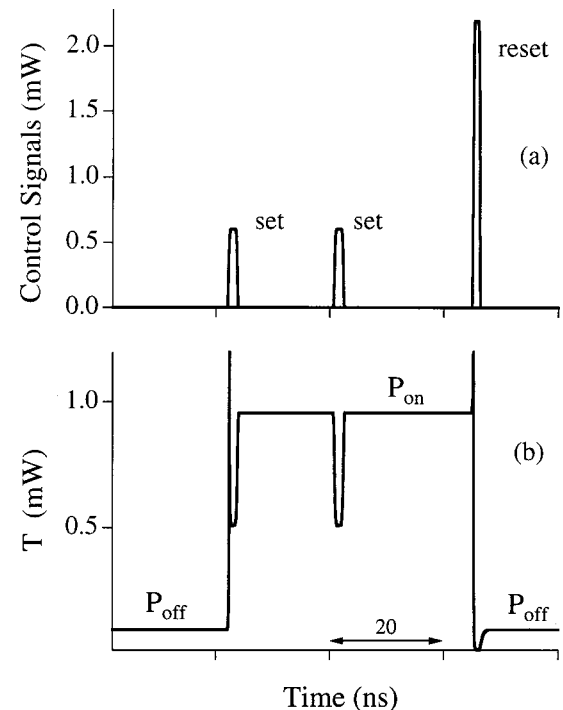 Control Signals (mW)
2.0
1.5
1.0
0.5
0.0
set
set
reset
(a)
T (mW)
1.0
0.5
P_off
P_on
(b)
20
P_off
Time (ns)